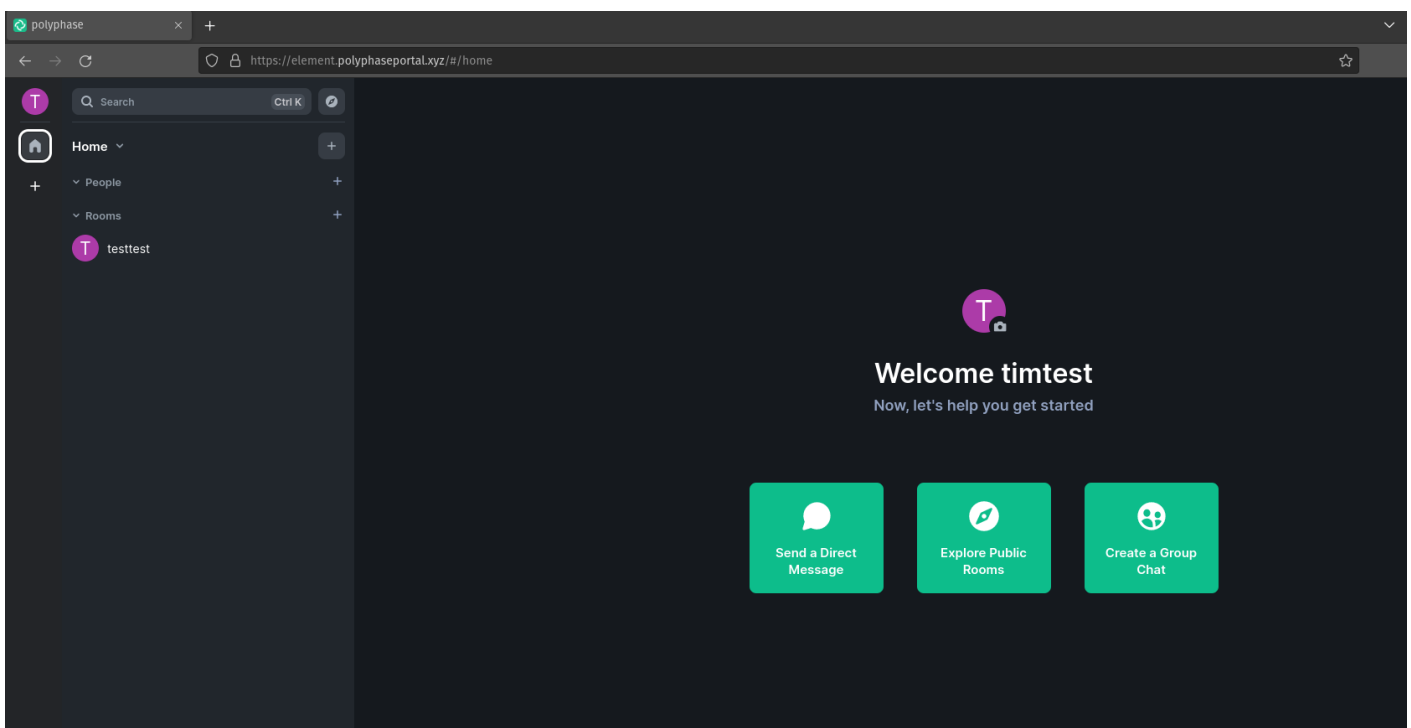 polyphase
https://element.polyphaseportal.xyz/#/home
T
Search
Ctrl K
Home
People
Rooms
T
testtest
T
Welcome timtest
Now, let's help you get started
Send a Direct
Message
Explore Public
Rooms
Create a Group
Chat